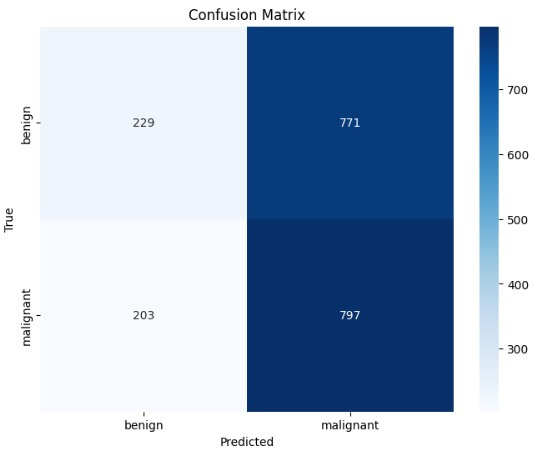 Confusion Matrix
benign
229
771
700
600
500
True
malignant
203
797
400
300
benign
malignant
Predicted